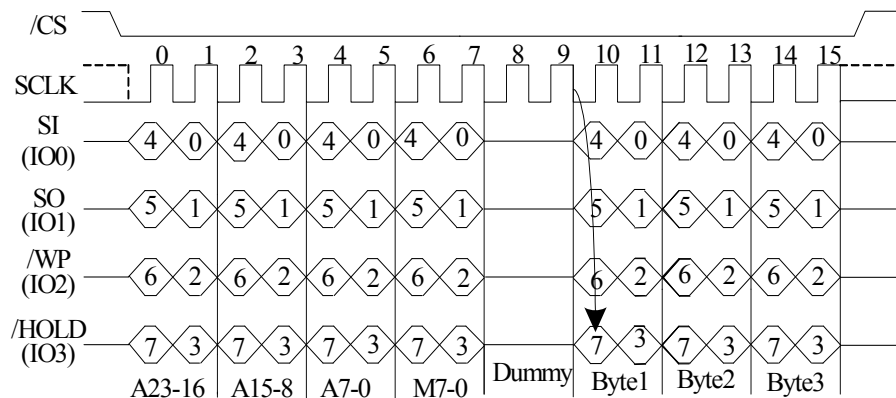 /CS
0 1 2 3 4 5 6 7 8 9 10 11 12 13 14 15
SCLK
SI
(IO0)
4 0 4 0 4 0 4 0 4 0 4 0 4 0
SO
(IO1)
5 1 5 1 5 1 5 1 5 1 5 1 5 1
/WP
(IO2)
6 2 6 2 6 2 6 2 6 2 6 2 6 2
/HOLD
(IO3)
7 3 7 3 7 3 7 3 7 3 7 3 7 3
A23-16 A15-8 A7-0 M7-0 Dummy Byte1 Byte2 Byte3